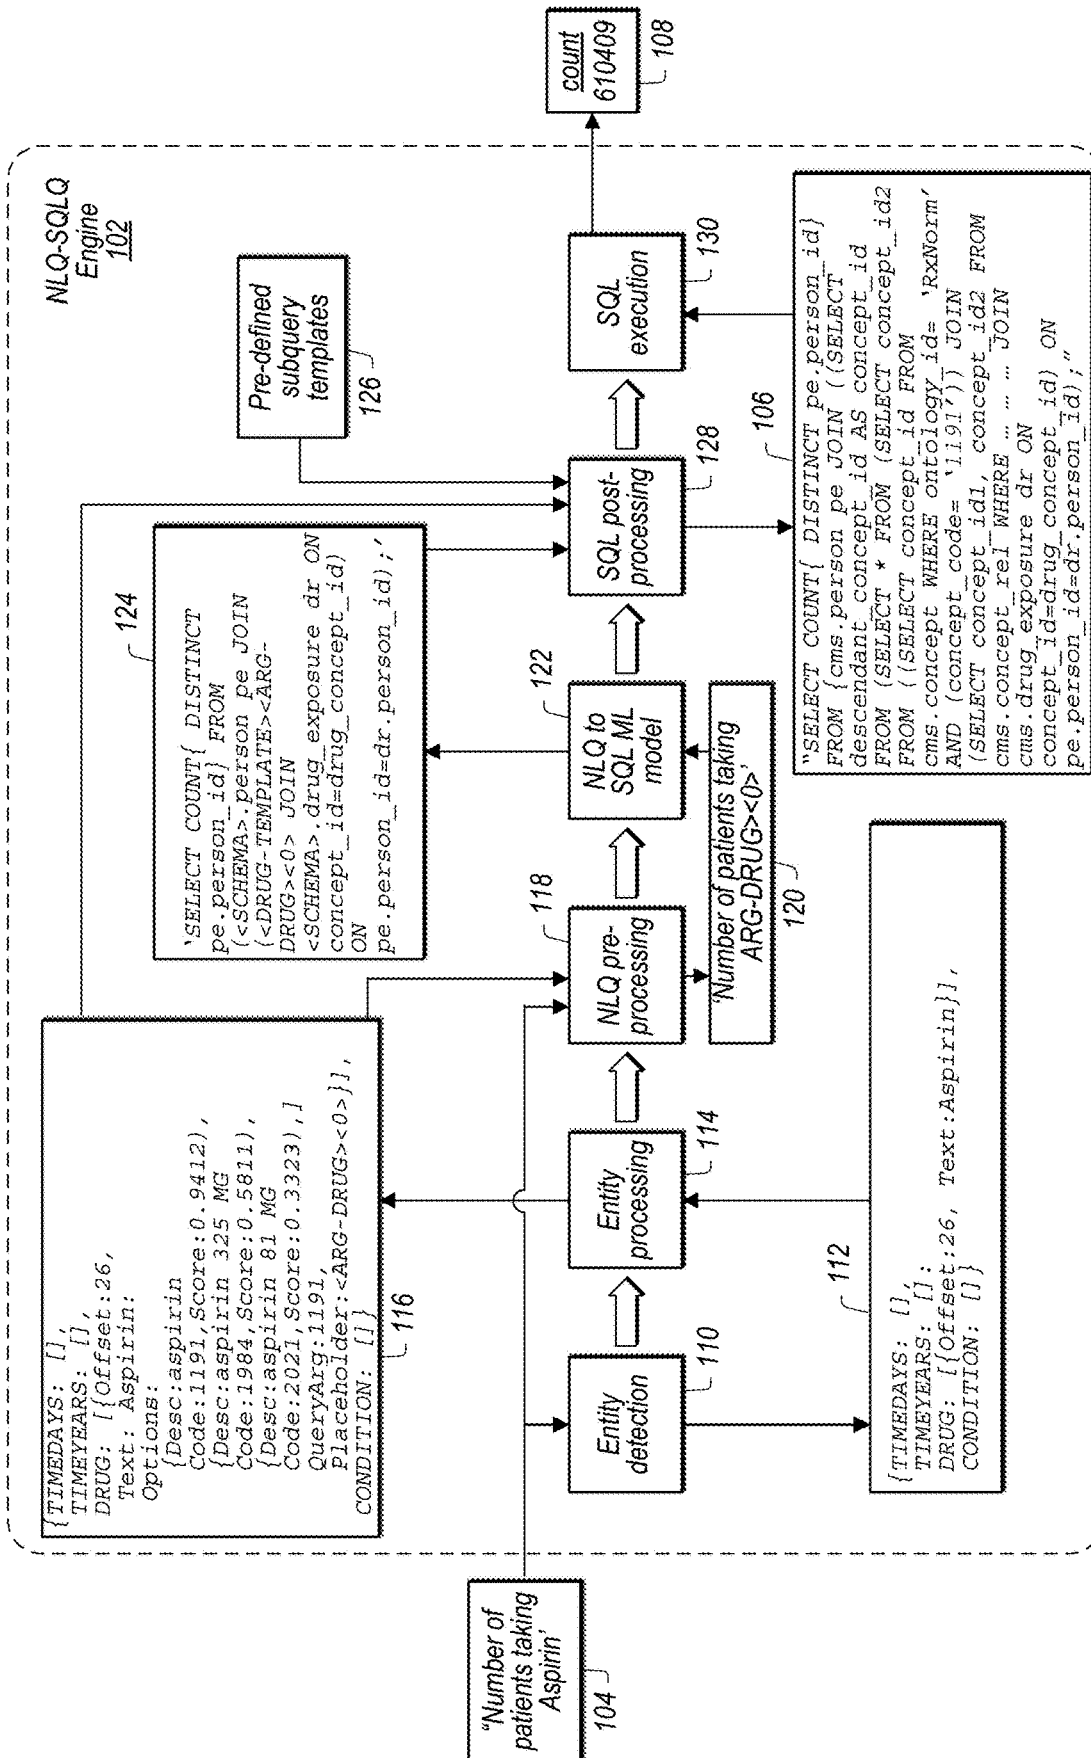 NLQ-SQLQ
Engine
102
"Number of
patients taking
Aspirin'
104
{TIMEDAYS: [],
TIMEYEARS: [],
DRUG: [{Offset:26,
Text: Aspirin:
Options:
{Desc:aspirin
Code:1191,Score:0.9412),
{Desc:aspirin 325 MG
Code:1984,Score:0.5811),
{Desc:aspirin 81 MG
Code:2021,Score:0.3323),]
QueryArg:1191,
Placeholder:<ARG-DRUG><0>}],
CONDITION: []}
116
'SELECT COUNT{ DISTINCT
pe.person_id} FROM
(<SCHEMA>.person pe JOIN
(<DRUG-TEMPLATE><ARG-
DRUG><0> JOIN
<SCHEMA>.drug_exposure dr ON
concept_id=drug_concept_id)
ON
pe.person_id=dr.person_id);'
124
Pre-defined
subquery
templates
126
Entity
detection
110
Entity
processing
114
NLQ pre-
processing
118
NLQ to
SQL ML
model
122
SQL post-
processing
128
SQL
execution
130
count
610409
108
{TIMEDAYS: [],
TIMEYEARS: []:
DRUG: [{Offset:26, Text:Aspirin}],
CONDITION: []}
112
'Number of patients taking
ARG-DRUG><0>'
120
"SELECT COUNT{ DISTINCT pe.person_id}
FROM {cms.person pe JOIN ((SELECT
descendant_concept_id AS concept_id
FROM (SELECT * FROM (SELECT concept_id2
FROM ((SELECT concept_id FROM
cms.concept WHERE ontology_id= 'RxNorm'
AND (concept_code= '1191')) JOIN
(SELECT concept_id1, concept_id2 FROM
cms.concept_rel WHERE … … … JOIN
cms.drug_exposure dr ON
concept_id=drug_concept_id) ON
pe.person_id=dr.person_id);"
106